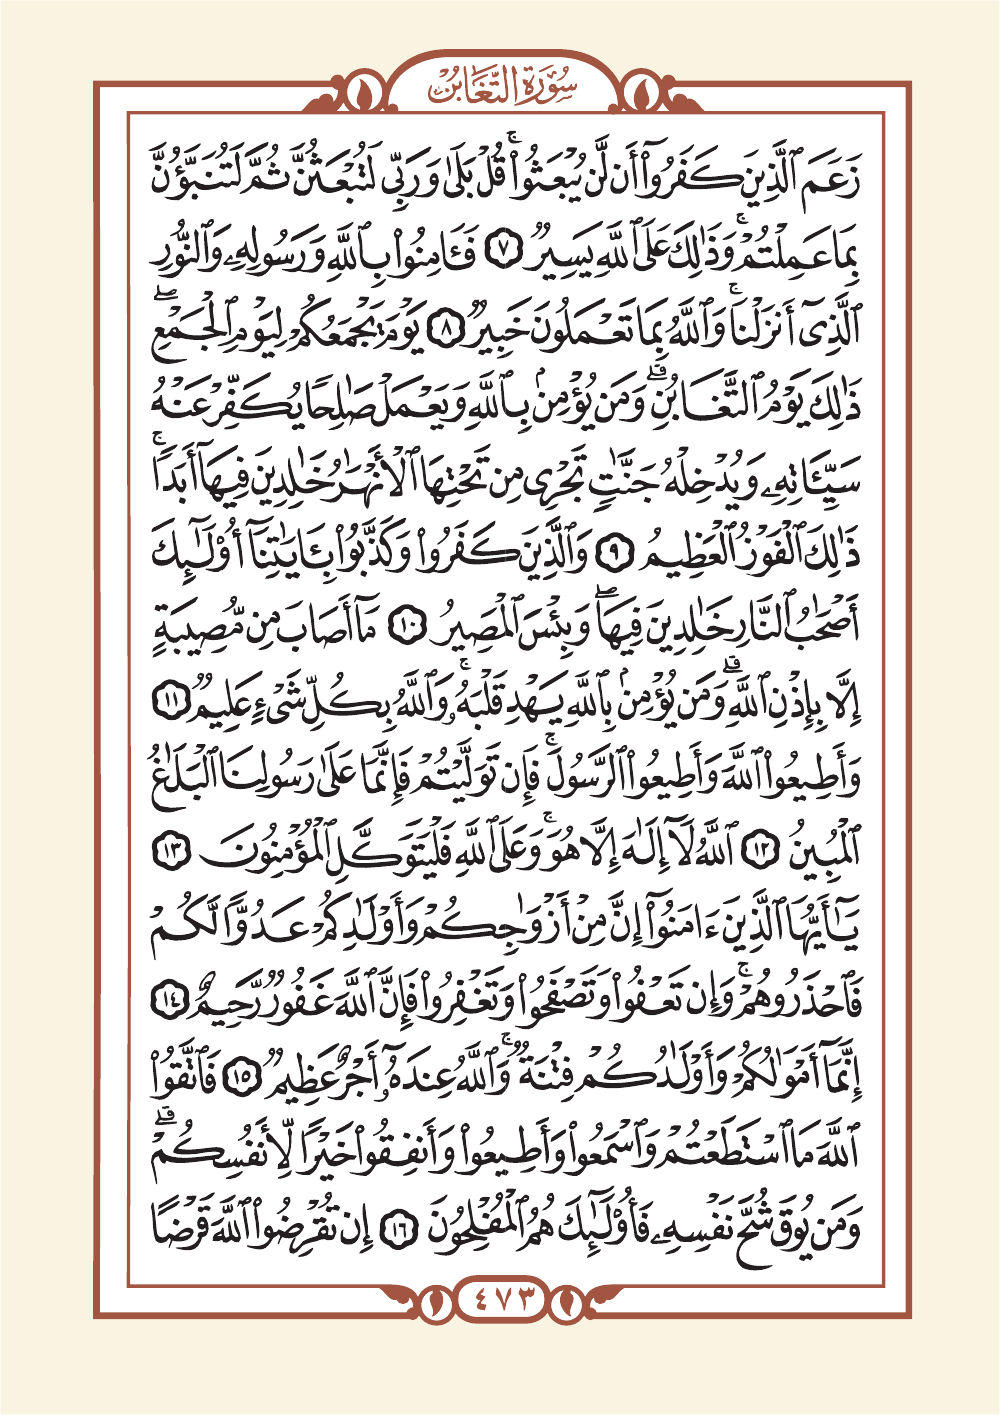 سُورَةُ التَّغَابُنِ
زَعَمَ ٱلَّذِينَ كَفَرُوٓا۟ أَن لَّن يُبْعَثُوا۟ ۚ قُلْ بَلَىٰ وَرَبِّى لَتُبْعَثُنَّ ثُمَّ لَتُنَبَّؤُنَّ
بِمَا عَمِلْتُمْ ۚ وَذَٰلِكَ عَلَى ٱللَّهِ يَسِيرٌ ٧ فَـَٔامِنُوا۟ بِٱللَّهِ وَرَسُولِهِۦ وَٱلنُّورِ
ٱلَّذِىٓ أَنزَلْنَا ۚ وَٱللَّهُ بِمَا تَعْمَلُونَ خَبِيرٌ ٨ يَوْمَ يَجْمَعُكُمْ لِيَوْمِ ٱلْجَمْعِ ۖ
ذَٰلِكَ يَوْمُ ٱلتَّغَابُنِ ۗ وَمَن يُؤْمِنۢ بِٱللَّهِ وَيَعْمَلْ صَـٰلِحًا يُكَفِّرْ عَنْهُ
سَيِّـَٔاتِهِۦ وَيُدْخِلْهُ جَنَّـٰتٍ تَجْرِى مِن تَحْتِهَا ٱلْأَنْهَـٰرُ خَـٰلِدِينَ فِيهَآ أَبَدًا ۚ
ذَٰلِكَ ٱلْفَوْزُ ٱلْعَظِيمُ ٩ وَٱلَّذِينَ كَفَرُوا۟ وَكَذَّبُوا۟ بِـَٔايَـٰتِنَآ أُو۟لَـٰٓئِكَ
أَصْحَـٰبُ ٱلنَّارِ خَـٰلِدِينَ فِيهَا ۖ وَبِئْسَ ٱلْمَصِيرُ ١٠ مَآ أَصَابَ مِن مُّصِيبَةٍ
إِلَّا بِإِذْنِ ٱللَّهِ ۗ وَمَن يُؤْمِنۢ بِٱللَّهِ يَهْدِ قَلْبَهُۥ ۚ وَٱللَّهُ بِكُلِّ شَىْءٍ عَلِيمٌ ١١
وَأَطِيعُوا۟ ٱللَّهَ وَأَطِيعُوا۟ ٱلرَّسُولَ ۚ فَإِن تَوَلَّيْتُمْ فَإِنَّمَا عَلَىٰ رَسُولِنَا ٱلْبَلَـٰغُ
ٱلْمُبِينُ ١٢ ٱللَّهُ لَآ إِلَـٰهَ إِلَّا هُوَ ۚ وَعَلَى ٱللَّهِ فَلْيَتَوَكَّلِ ٱلْمُؤْمِنُونَ ١٣
يَـٰٓأَيُّهَا ٱلَّذِينَ ءَامَنُوٓا۟ إِنَّ مِنْ أَزْوَٰجِكُمْ وَأَوْلَـٰدِكُمْ عَدُوًّا لَّكُمْ
فَٱحْذَرُوهُمْ ۚ وَإِن تَعْفُوا۟ وَتَصْفَحُوا۟ وَتَغْفِرُوا۟ فَإِنَّ ٱللَّهَ غَفُورٌ رَّحِيمٌ ١٤
إِنَّمَآ أَمْوَٰلُكُمْ وَأَوْلَـٰدُكُمْ فِتْنَةٌ ۚ وَٱللَّهُ عِندَهُۥٓ أَجْرٌ عَظِيمٌ ١٥ فَٱتَّقُوا۟
ٱللَّهَ مَا ٱسْتَطَعْتُمْ وَٱسْمَعُوا۟ وَأَطِيعُوا۟ وَأَنفِقُوا۟ خَيْرًا لِّأَنفُسِكُمْ ۗ
وَمَن يُوقَ شُحَّ نَفْسِهِۦ فَأُو۟لَـٰٓئِكَ هُمُ ٱلْمُفْلِحُونَ ١٦ إِن تُقْرِضُوا۟ ٱللَّهَ قَرْضًا
٤٧٣